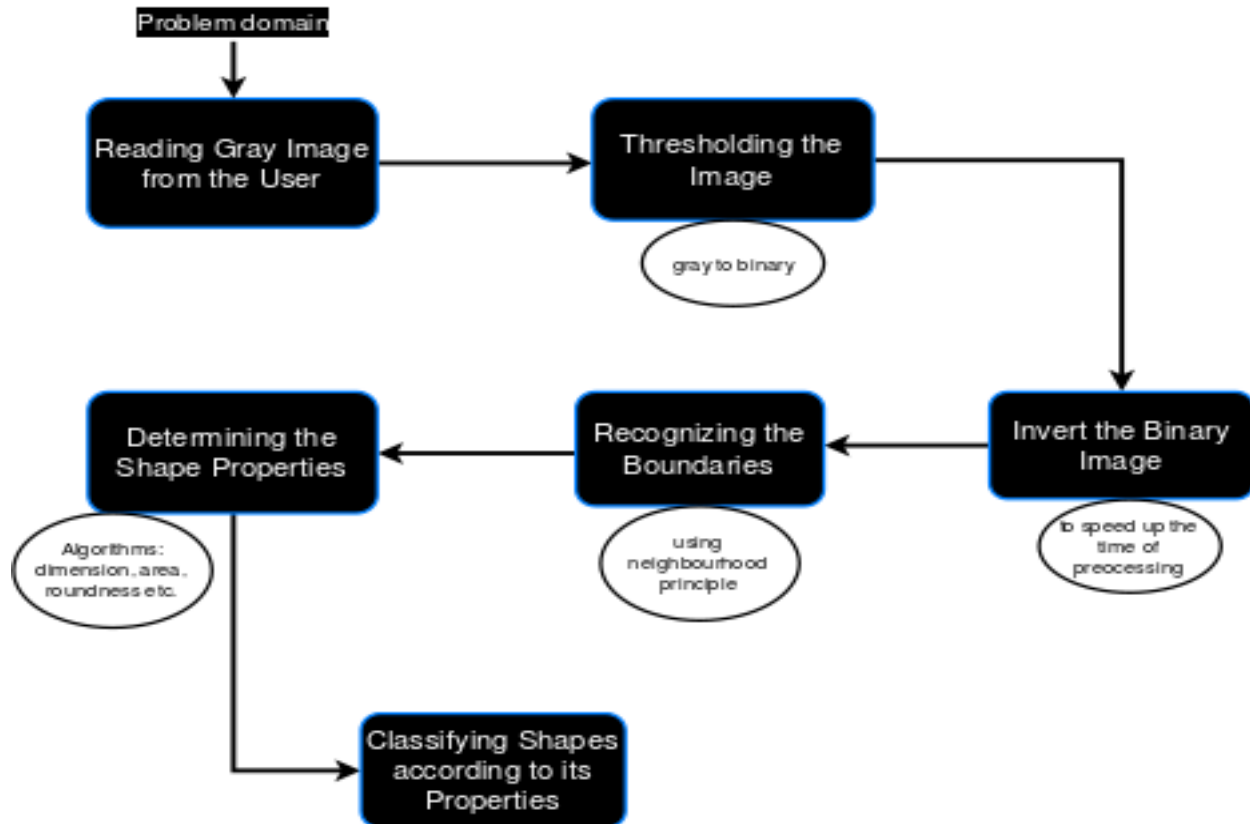 Problem domain
Reading Gray Image
from the User
Thresholding the
Image
gray to binary
Invert the Binary
Image
to speed up the
time of
preocessing
Recognizing the
Boundaries
using
neighbourhood
principle
Determining the
Shape Properties
Algorithms:
dimension, area,
roundness etc.
Classifying Shapes
according to its
Properties